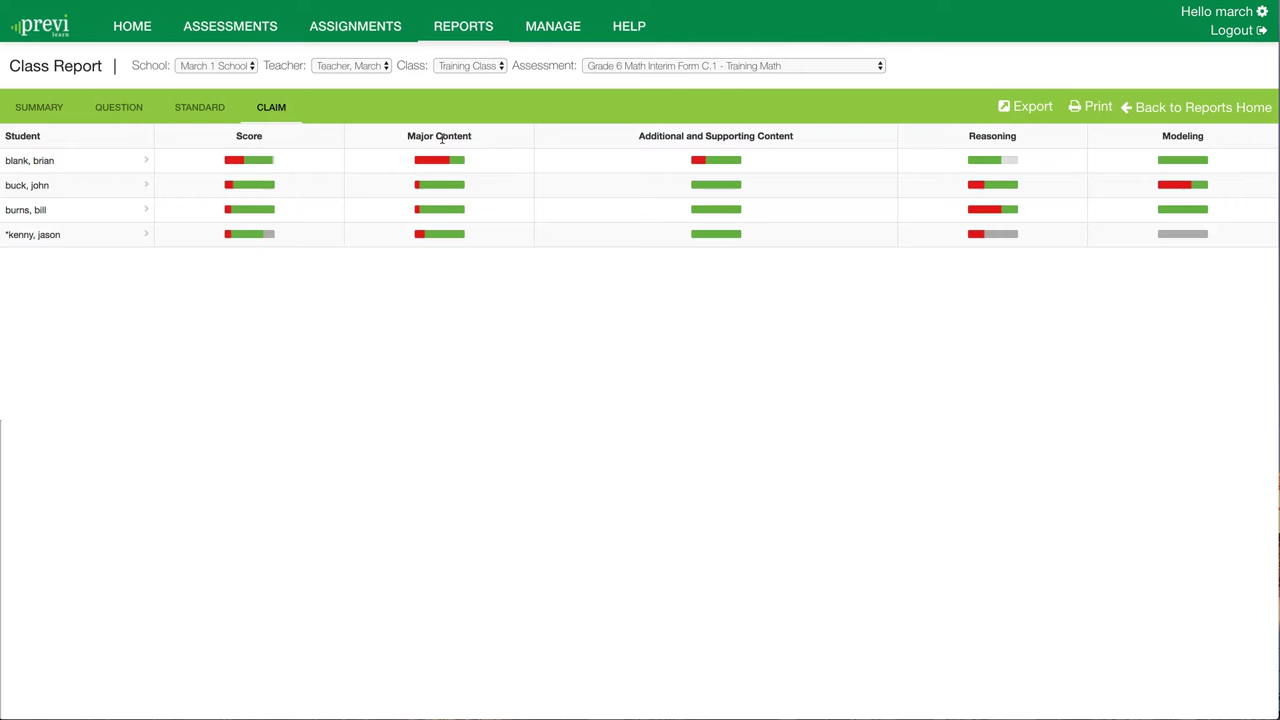 previ learn HOME ASSESSMENTS ASSIGNMENTS REPORTS MANAGE HELP Hello march
Logout
Class Report | School: March 1 School Teacher: Teacher, March Class: Training Class Assessment: Grade 6 Math Interim Form C.1 - Training Math
SUMMARY QUESTION STANDARD CLAIM Export Print Back to Reports Home
Student Score Major Content Additional and Supporting Content Reasoning Modeling
blank, brian
buck, john
burns, bill
*kenny, jason